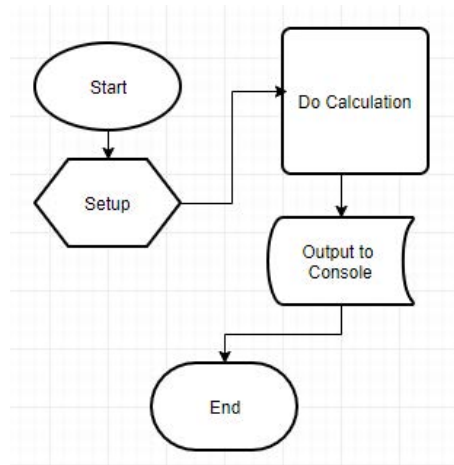 Start
Setup
Do Calculation
Output to
Console
End